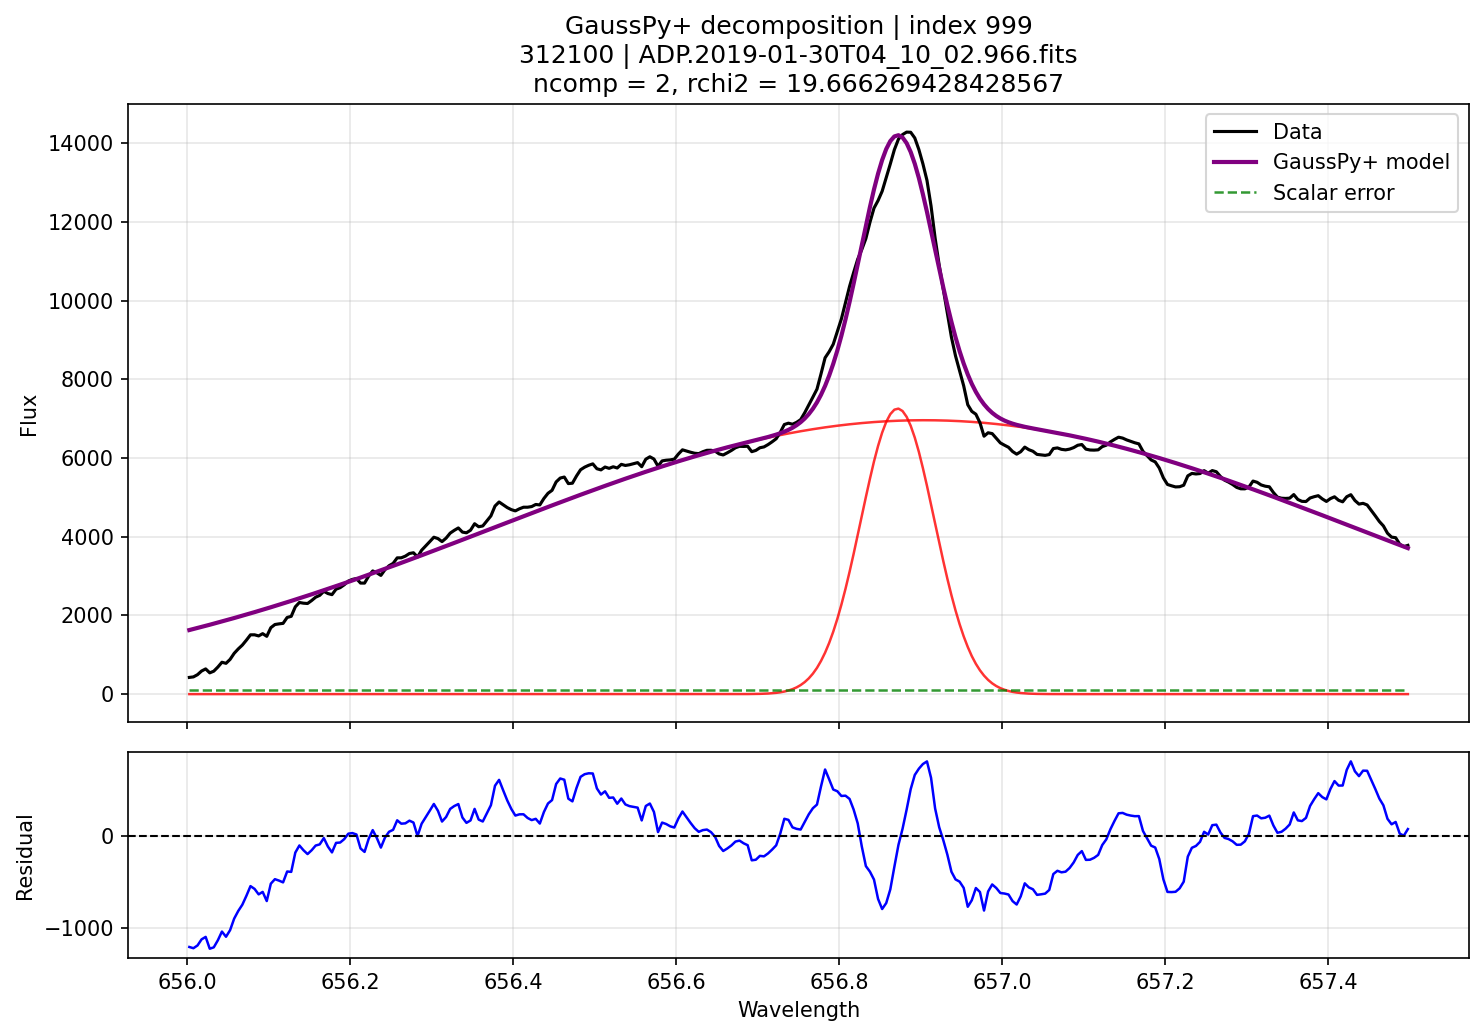 GaussPy+ decomposition | index 999
312100 | ADP.2019-01-30T04_10_02.966.fits
ncomp = 2, rchi2 = 19.666269428428567
Data
GaussPy+ model
Scalar error
Flux
14000
12000
10000
8000
6000
4000
2000
0
Residual
0
−1000
656.0 656.2 656.4 656.6 656.8 657.0 657.2 657.4
Wavelength